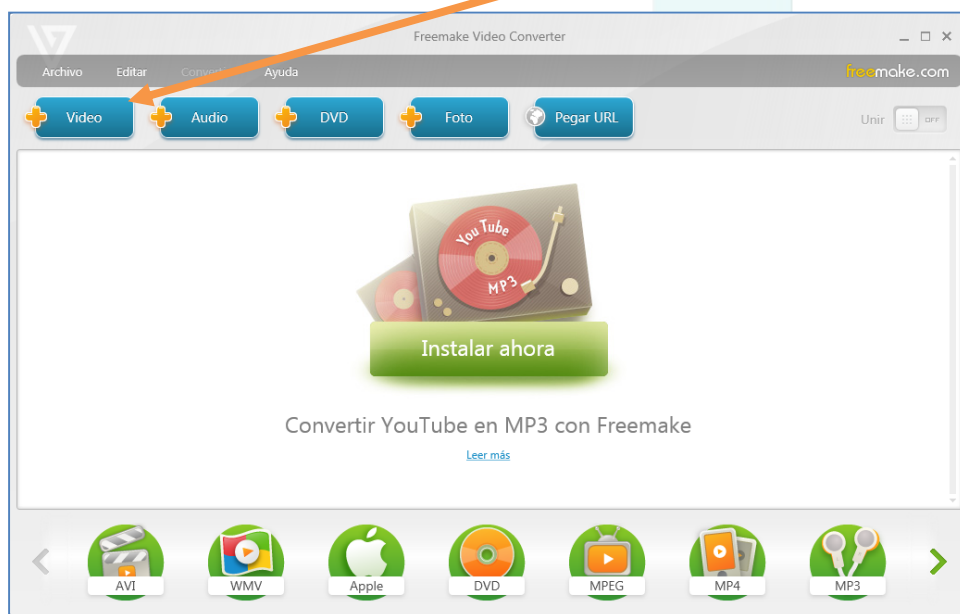 Freemake Video Converter
Archivo Editar Convertir Ayuda
freemake.com
Video Audio DVD Foto Pegar URL
Unir OFF
You Tube
MP3
Instalar ahora
Convertir YouTube en MP3 con Freemake
Leer más
AVI WMV Apple DVD MPEG MP4 MP3